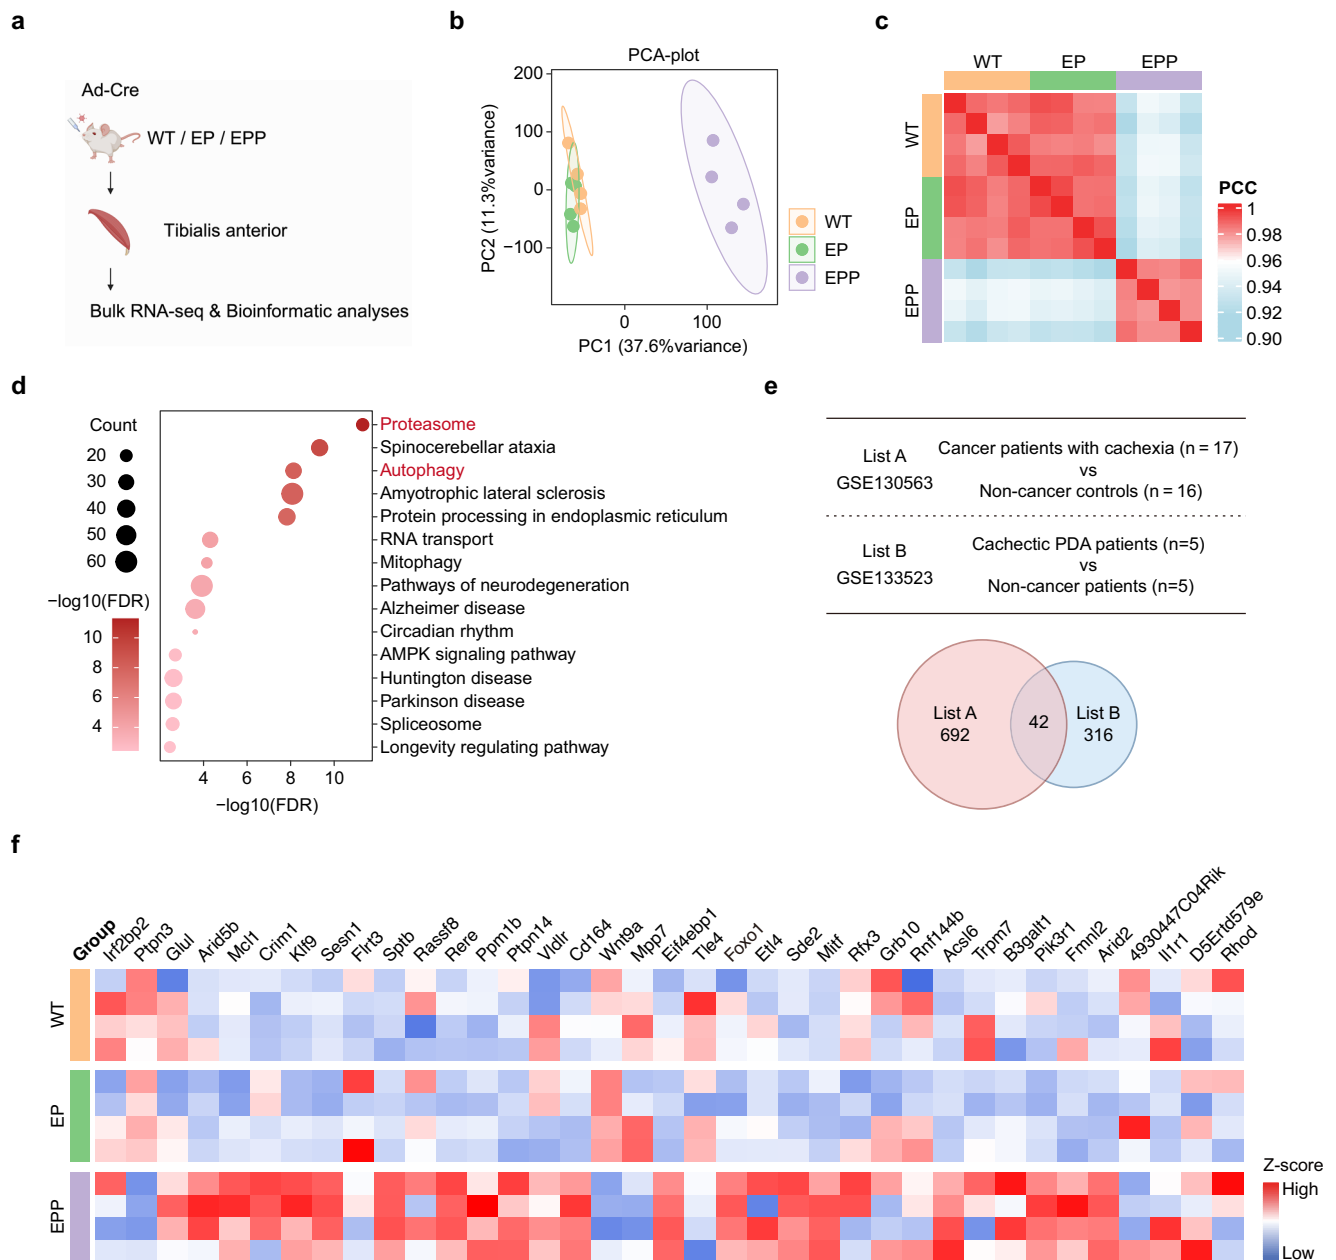 a
Ad-Cre
WT / EP / EPP
Tibialis anterior
Bulk RNA-seq & Bioinformatic analyses
b
PCA-plot
200
100
0
−100
PC2 (11.3%variance)
0
100
PC1 (37.6%variance)
WT
EP
EPP
c
WT
EP
EPP
WT
EP
EPP
PCC
1
0.98
0.96
0.94
0.92
0.90
d
Count
20
30
40
50
60
−log10(FDR)
10
8
6
4
Proteasome
Spinocerebellar ataxia
Autophagy
Amyotrophic lateral sclerosis
Protein processing in endoplasmic reticulum
RNA transport
Mitophagy
Pathways of neurodegeneration
Alzheimer disease
Circadian rhythm
AMPK signaling pathway
Huntington disease
Parkinson disease
Spliceosome
Longevity regulating pathway
4
6
8
10
−log10(FDR)
e
List A
GSE130563
Cancer patients with cachexia (n = 17)
vs
Non-cancer controls (n = 16)
List B
GSE133523
Cachectic PDA patients (n=5)
vs
Non-cancer patients (n=5)
List A
692
42
List B
316
f
Group
Irf2bp2
Ptpn3
Glul
Arid5b
Mcl1
Crim1
Klf9
Sesn1
Flrt3
Sptb
Rassf8
Rere
Ppm1b
Ptpn14
Vldlr
Cd164
Wnt9a
Mpp7
Eif4ebp1
Tle4
Foxo1
Etl4
Sde2
Mitf
Rfx3
Grb10
Rnf144b
Acsl6
Trpm7
B3galt1
Pik3r1
Fmnl2
Arid2
4930447C04Rik
Il1r1
D5Ertd579e
Rhod
WT
EP
EPP
Z-score
High
Low